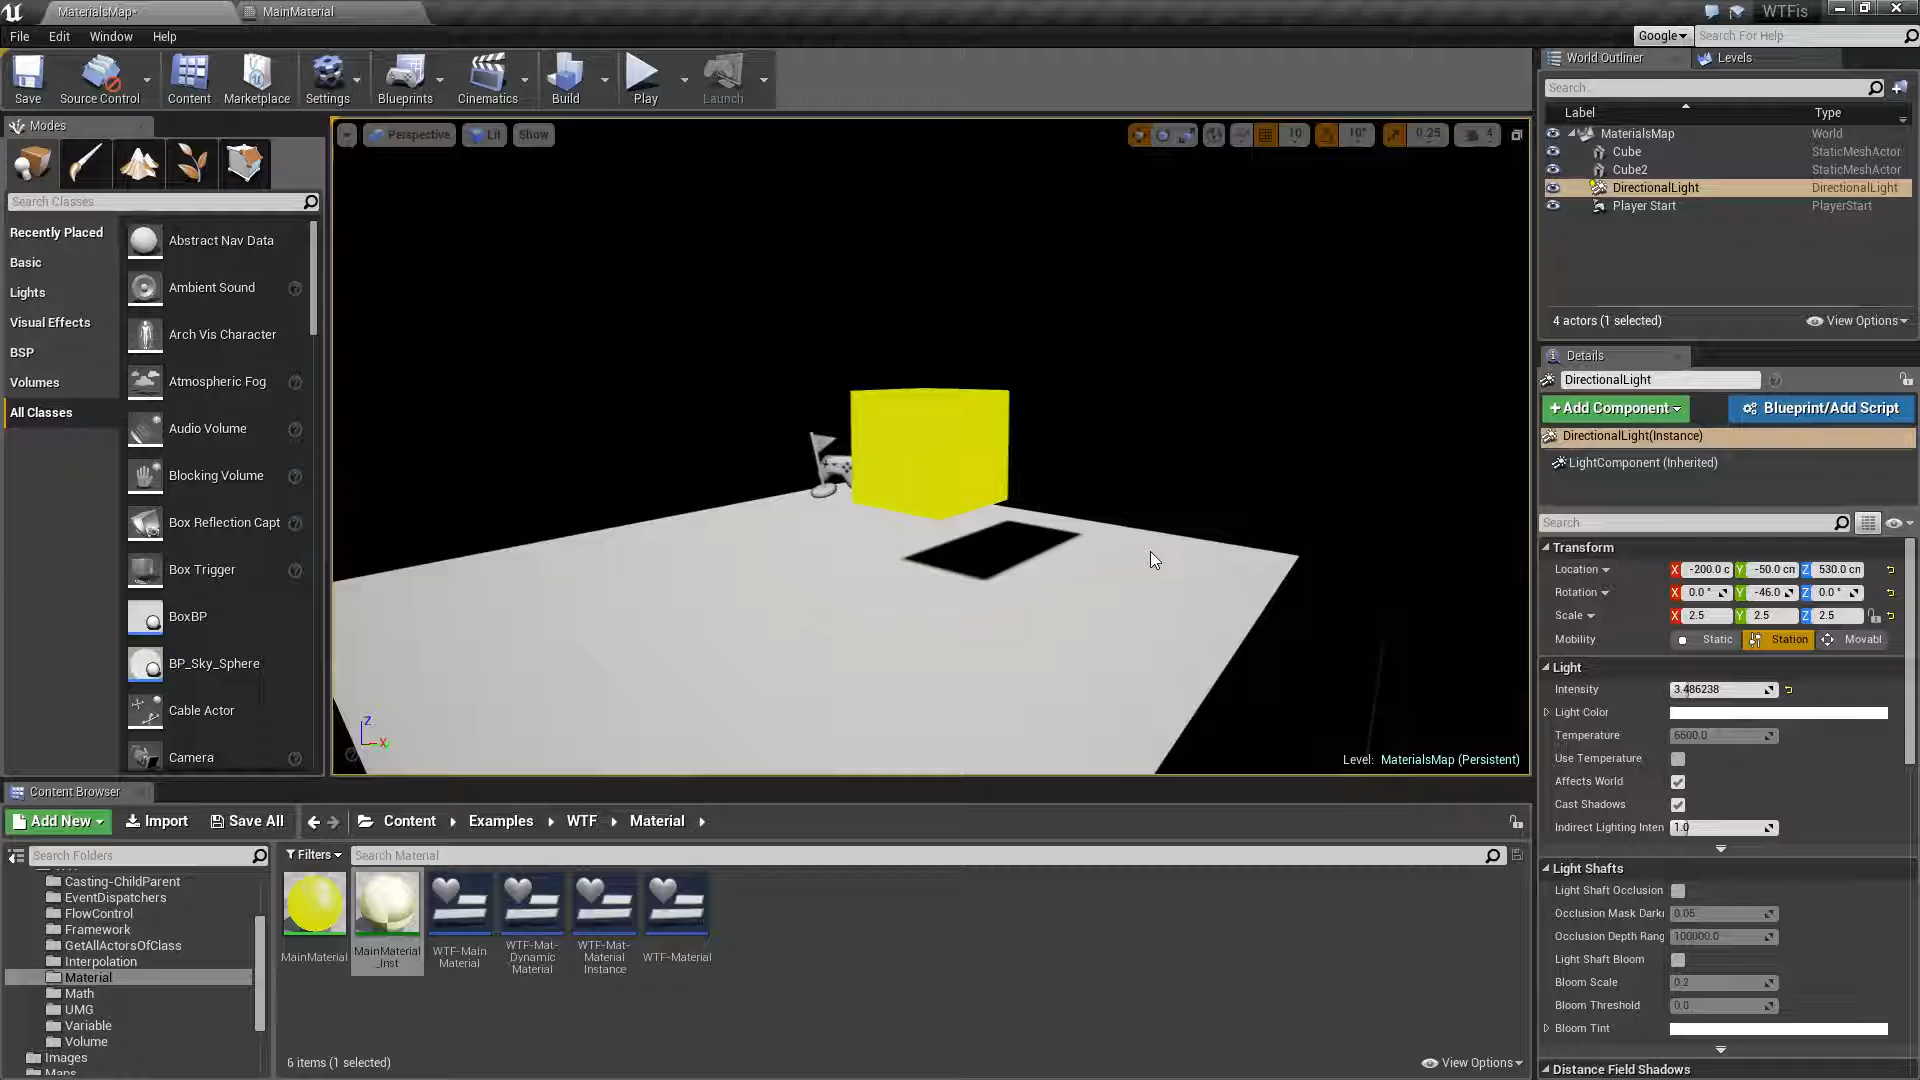 MaterialsMap*
MainMaterial
WTFis
File Edit Window Help
Google
Search For Help
Save
Source Control
Content
Marketplace
Settings
Blueprints
Cinematics
Build
Play
Launch
World Outliner
Levels
Search...
Label Type
MaterialsMap World
Cube StaticMeshActor
Cube2 StaticMeshActor
DirectionalLight DirectionalLight
Player Start PlayerStart
4 actors (1 selected)
View Options
Modes
Search Classes
Recently Placed
Basic
Lights
Visual Effects
BSP
Volumes
All Classes
Abstract Nav Data
Ambient Sound
Arch Vis Character
Atmospheric Fog
Audio Volume
Blocking Volume
Box Reflection Capt
Box Trigger
BoxBP
BP_Sky_Sphere
Cable Actor
Camera
Perspective
Lit
Show
10
10°
0.25
4
Z
X
Level: MaterialsMap (Persistent)
Details
DirectionalLight
+Add Component
Blueprint/Add Script
DirectionalLight(Instance)
LightComponent (Inherited)
Search
Transform
Location X -200.0 c Y -50.0 cn Z 530.0 cn
Rotation X 0.0 ° Y -46.0 Z 0.0 °
Scale X 2.5 Y 2.5 Z 2.5
Mobility Static Station Movabl
Light
Intensity 3.486238
Light Color
Temperature 6500.0
Use Temperature
Affects World
Cast Shadows
Indirect Lighting Inten 1.0
Light Shafts
Light Shaft Occlusion
Occlusion Mask Darkr 0.05
Occlusion Depth Rang 100000.0
Light Shaft Bloom
Bloom Scale 0.2
Bloom Threshold 0.0
Bloom Tint
Distance Field Shadows
Content Browser
Add New
Import
Save All
Content Examples WTF Material
Search Folders
Casting-ChildParent
EventDispatchers
FlowControl
Framework
GetAllActorsOfClass
Interpolation
Material
Math
UMG
Variable
Volume
Images
Maps
Filters
Search Material
MainMaterial
MainMaterial
_Inst
WTF-Main
Material
WTF-Mat-
Dynamic
Material
WTF-Mat-
Material
Instance
WTF-Material
6 items (1 selected)
View Options